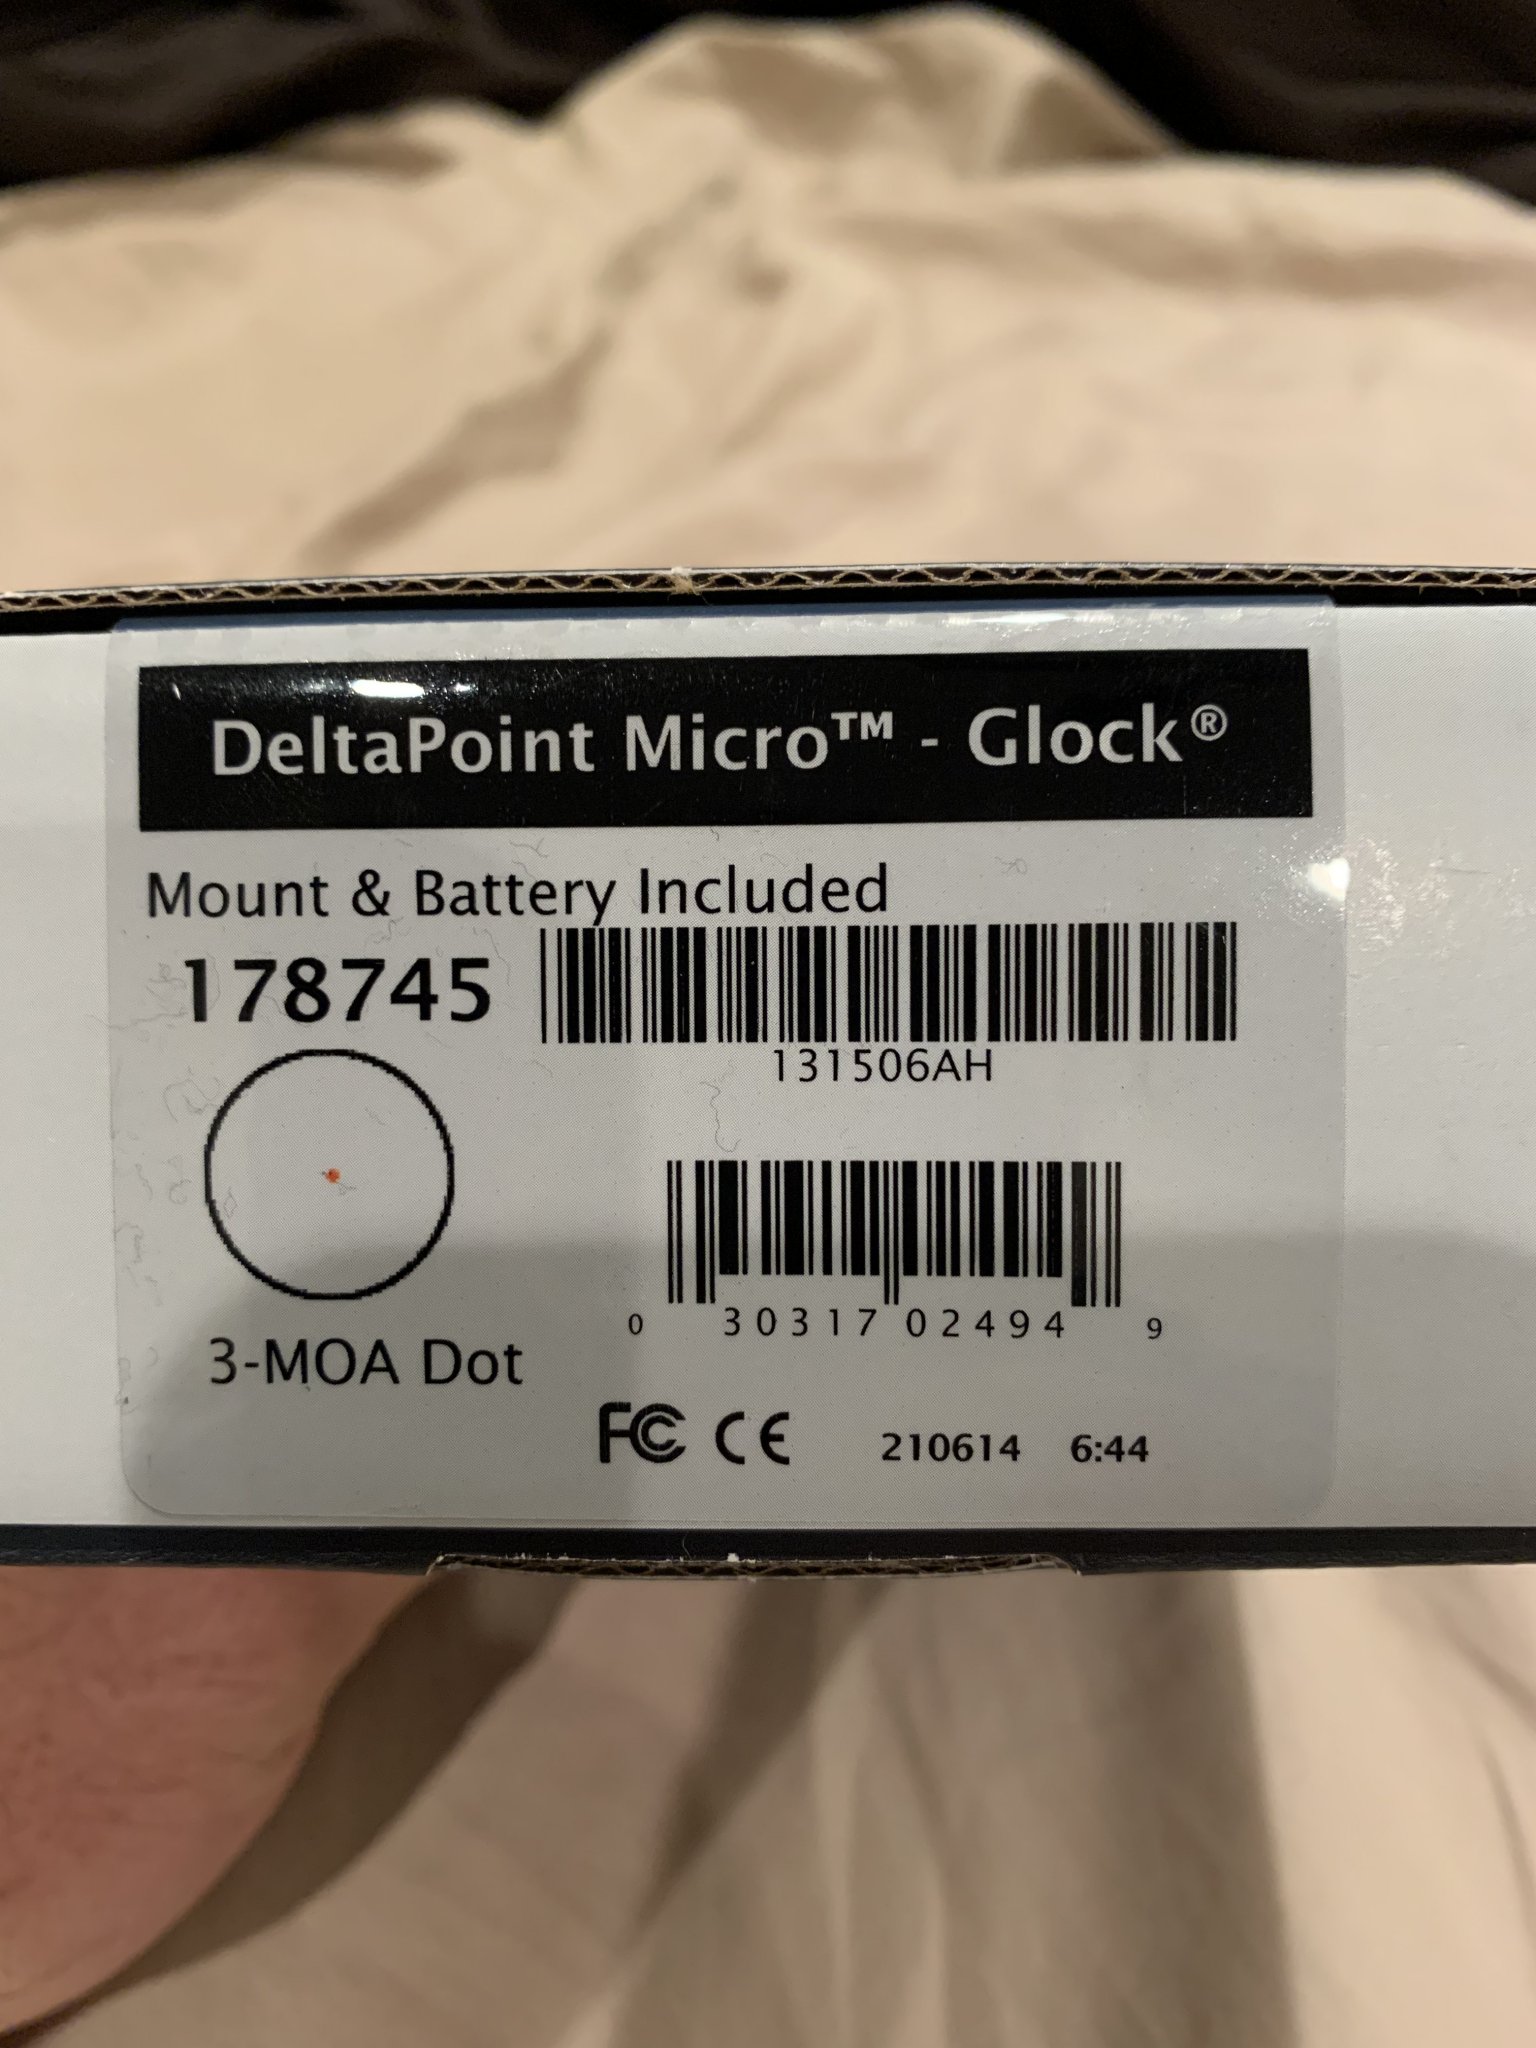 DeltaPoint Micro™ - Glock®
Mount & Battery Included
178745
131506AH
0 30317 02494 9
3-MOA Dot
FC CE 210614 6:44